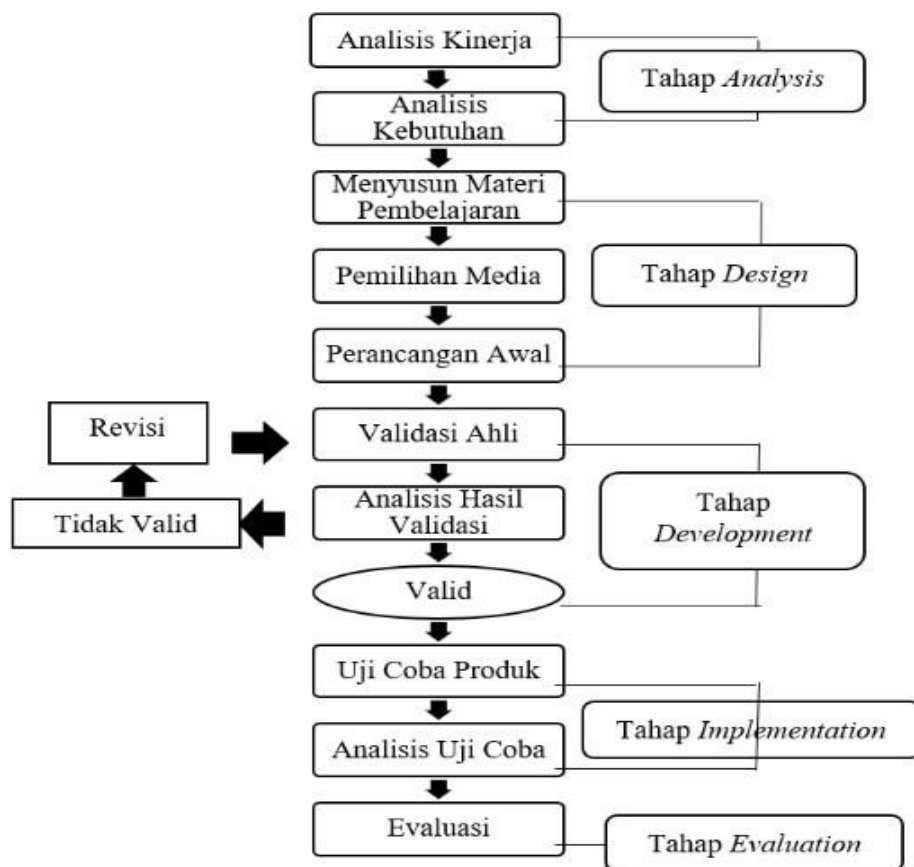 Analisis Kinerja
Tahap Analysis
Analisis
Kebutuhan
Menyusun Materi
Pembelajaran
Pemilihan Media
Tahap Design
Perancangan Awal
Revisi
Validasi Ahli
Analisis Hasil
Validasi
Tidak Valid
Tahap
Development
Valid
Uji Coba Produk
Tahap Implementation
Analisis Uji Coba
Evaluasi
Tahap Evaluation